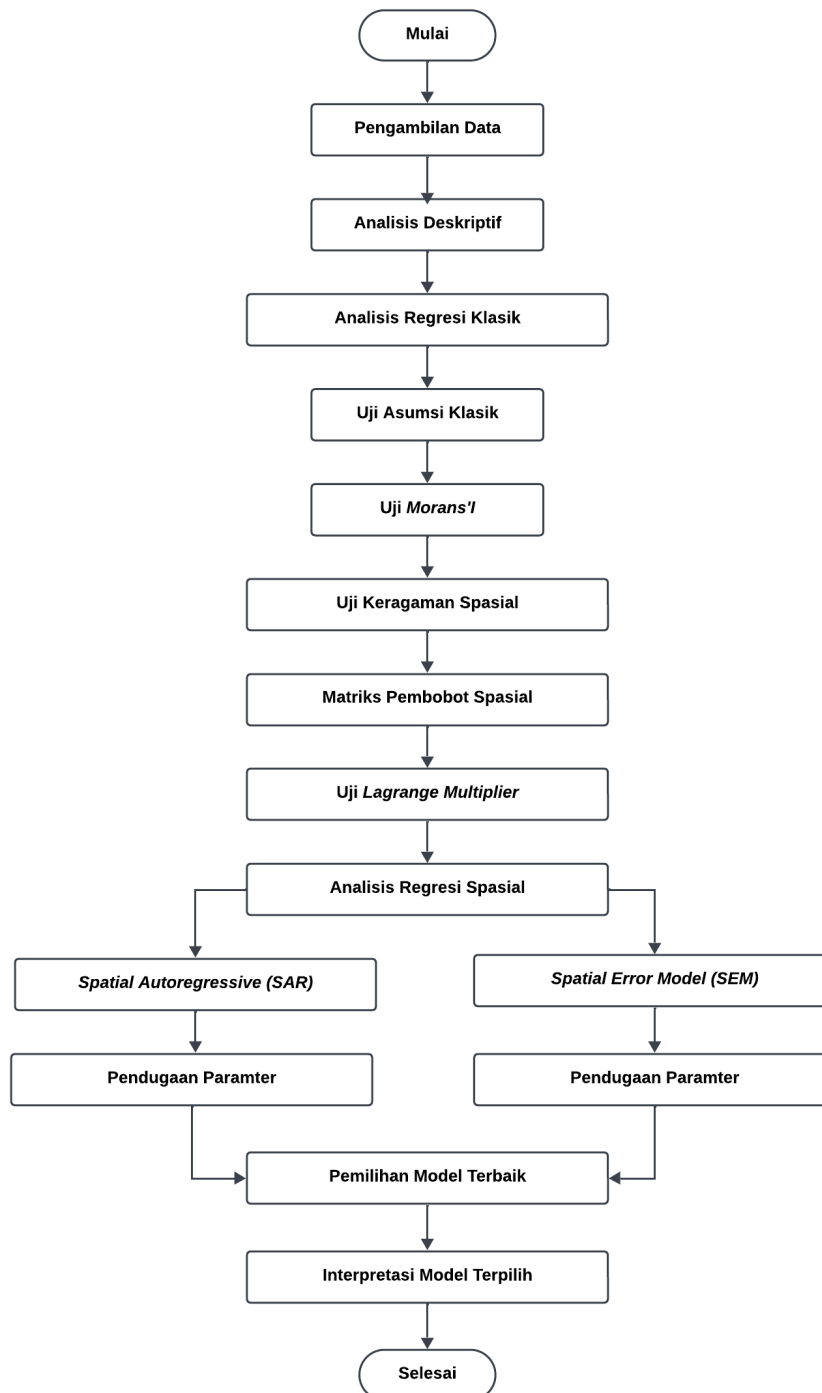 Mulai
Pengambilan Data
Analisis Deskriptif
Analisis Regresi Klasik
Uji Asumsi Klasik
Uji Morans'I
Uji Keragaman Spasial
Matriks Pembobot Spasial
Uji Lagrange Multiplier
Analisis Regresi Spasial
Spatial Autoregressive (SAR)
Spatial Error Model (SEM)
Pendugaan Paramter
Pendugaan Paramter
Pemilihan Model Terbaik
Interpretasi Model Terpilih
Selesai